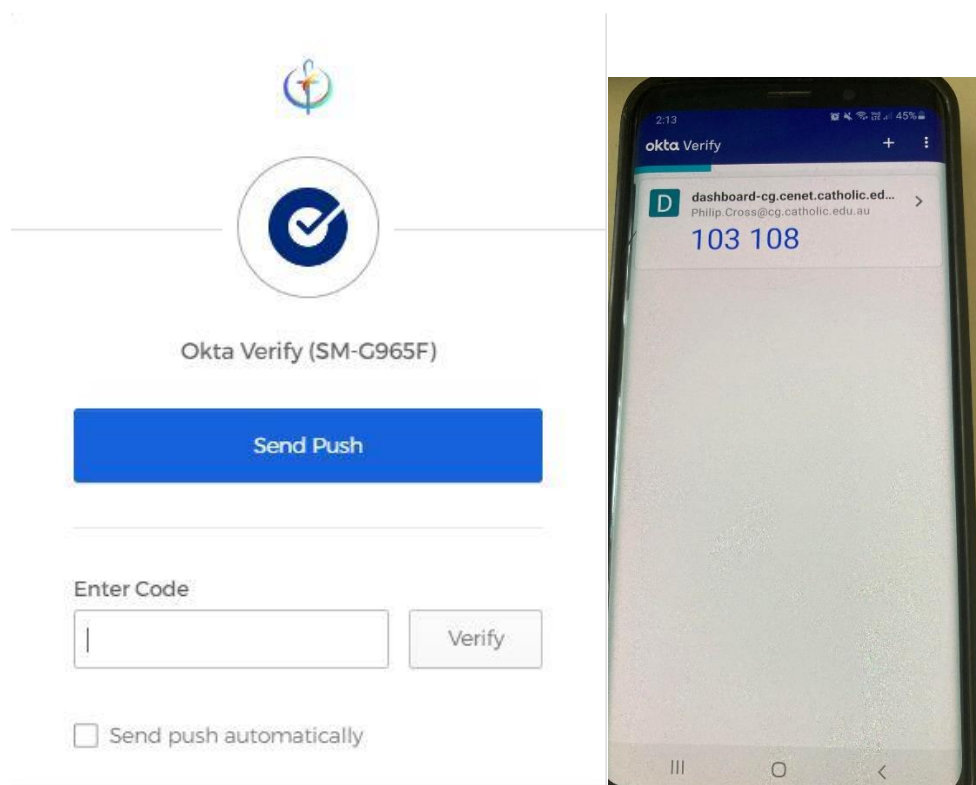 Okta Verify (SM-G965F)
Send Push
Enter Code
Verify
Send push automatically
2:13
45%
okta Verify
D
dashboard-cg.cenet.catholic.ed...
Philip.Cross@cg.catholic.edu.au
103 108